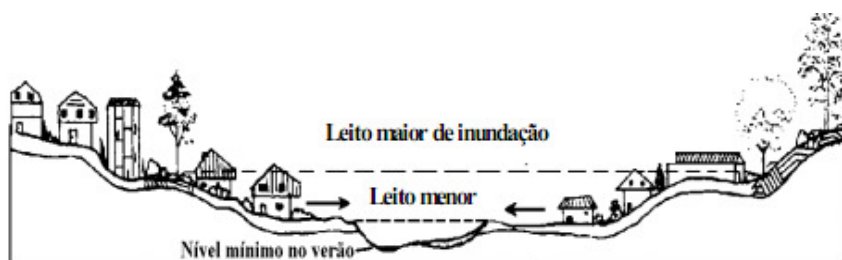 Leito maior de inundação
Leito menor
Nível mínimo no verão